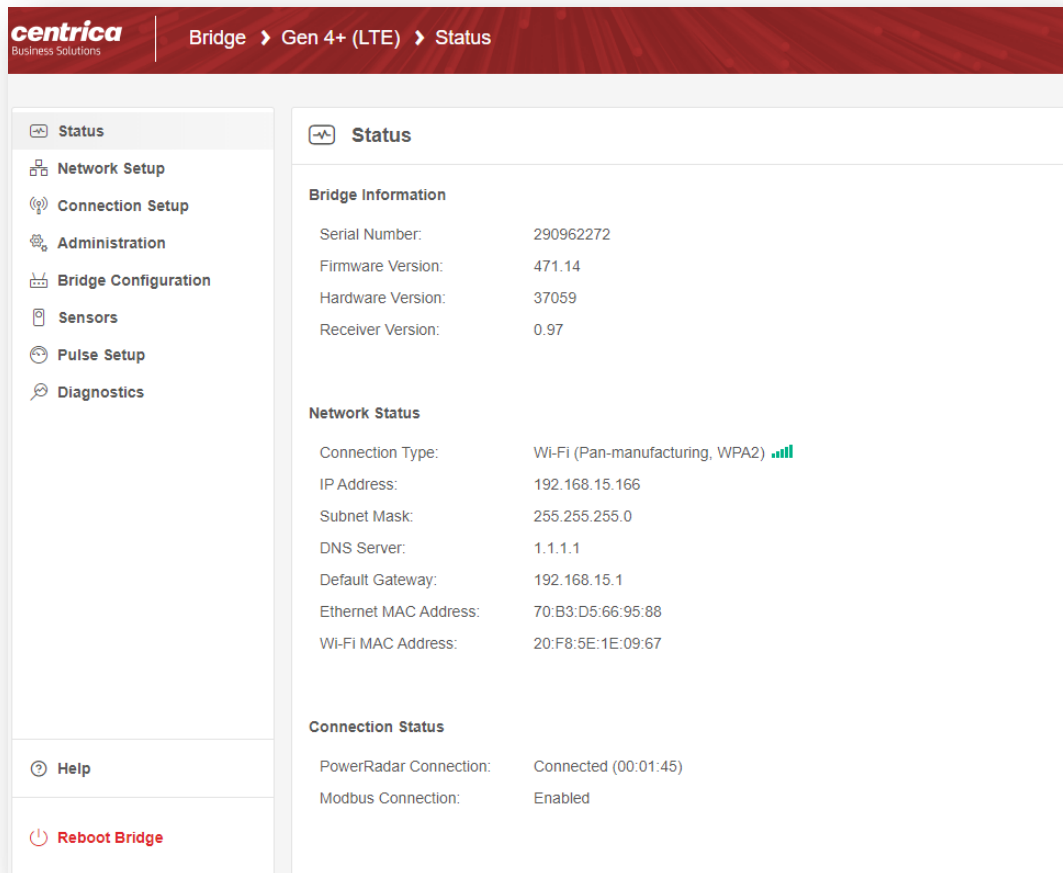 centrica
Business Solutions
Bridge > Gen 4+ (LTE) > Status
Status
Network Setup
Connection Setup
Administration
Bridge Configuration
Sensors
Pulse Setup
Diagnostics
Help
Reboot Bridge
Status
Bridge Information
Serial Number: 290962272
Firmware Version: 471.14
Hardware Version: 37059
Receiver Version: 0.97
Network Status
Connection Type: Wi-Fi (Pan-manufacturing, WPA2)
IP Address: 192.168.15.166
Subnet Mask: 255.255.255.0
DNS Server: 1.1.1.1
Default Gateway: 192.168.15.1
Ethernet MAC Address: 70:B3:D5:66:95:88
Wi-Fi MAC Address: 20:F8:5E:1E:09:67
Connection Status
PowerRadar Connection: Connected (00:01:45)
Modbus Connection: Enabled